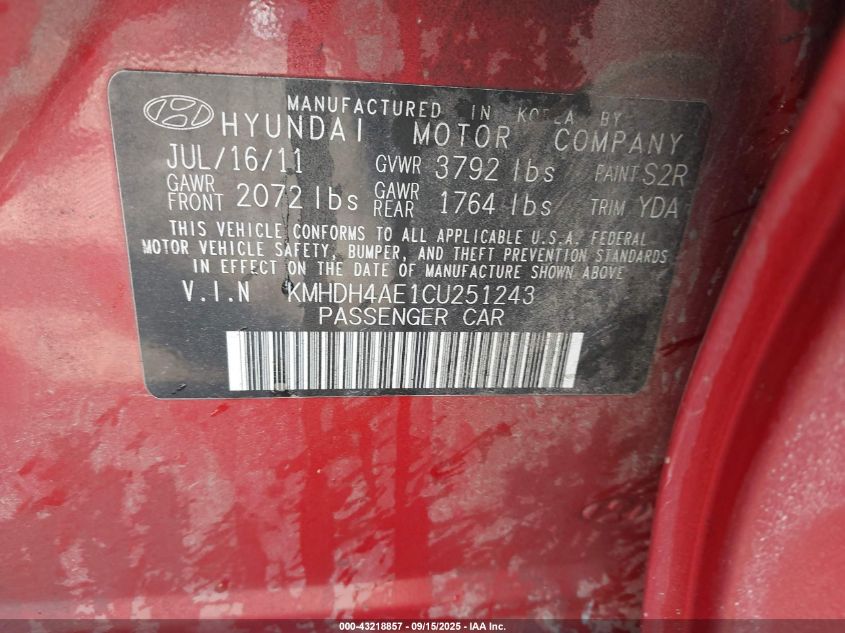 MANUFACTURED IN KOREA BY
HYUNDAI MOTOR COMPANY
JUL/16/11 GVWR 3792 lbs PAINT S2R
GAWR FRONT 2072 lbs GAWR REAR 1764 lbs TRIM YDA
THIS VEHICLE CONFORMS TO ALL APPLICABLE U.S.A. FEDERAL
MOTOR VEHICLE SAFETY, BUMPER, AND THEFT PREVENTION STANDARDS
IN EFFECT ON THE DATE OF MANUFACTURE SHOWN ABOVE
V.I.N KMHDH4AE1CU251243
PASSENGER CAR
000-43218857 - 09/15/2025 - IAA Inc.